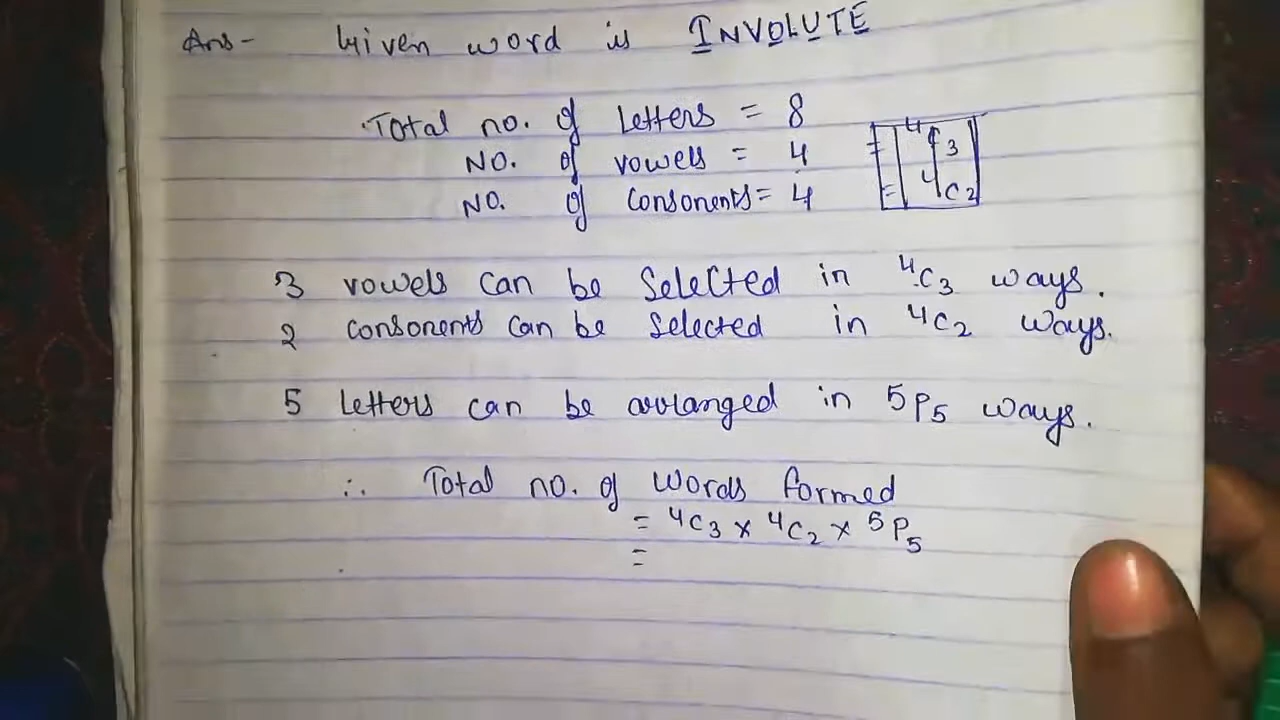 Ans- Given word is INVOLUTE
Total no. of Letters = 8
NO. of vowels = 4 = ⁴C₃
NO. of Consonents = 4 = ⁴C₂
3 vowels can be Selected in ⁴C₃ ways.
2 consonents can be selected in ⁴C₂ ways.
5 Letters can be arranged in 5P₅ ways.
∴ Total no. of words formed
= ⁴C₃ × ⁴C₂ × ⁵P₅
=